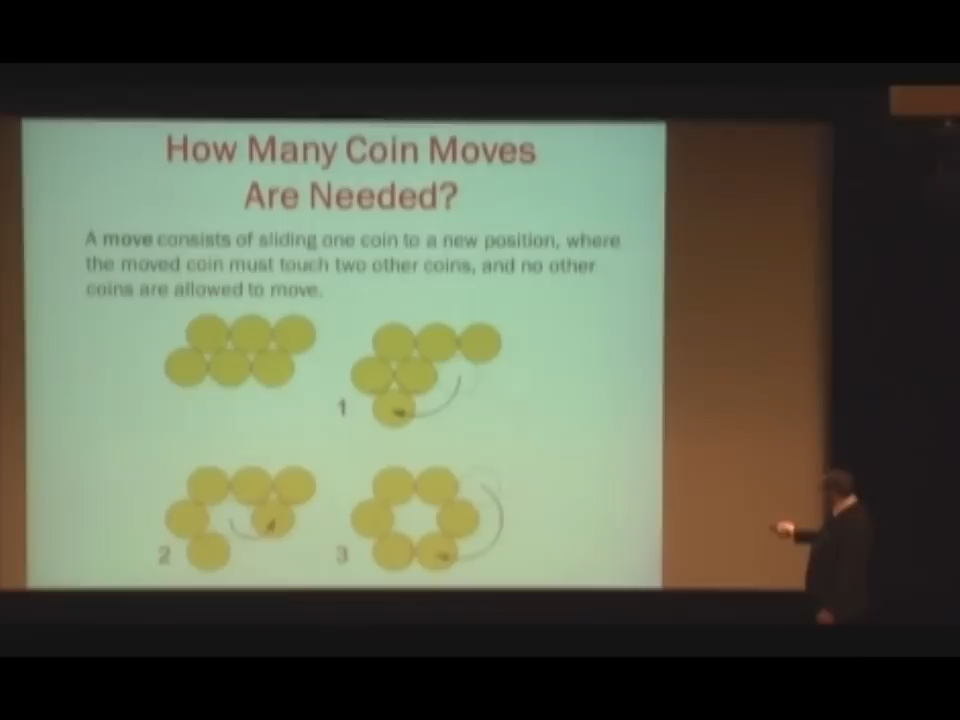 How Many Coin Moves
Are Needed?
A move consists of sliding one coin to a new position, where
the moved coin must touch two other coins, and no other
coins are allowed to move.
1
2
3